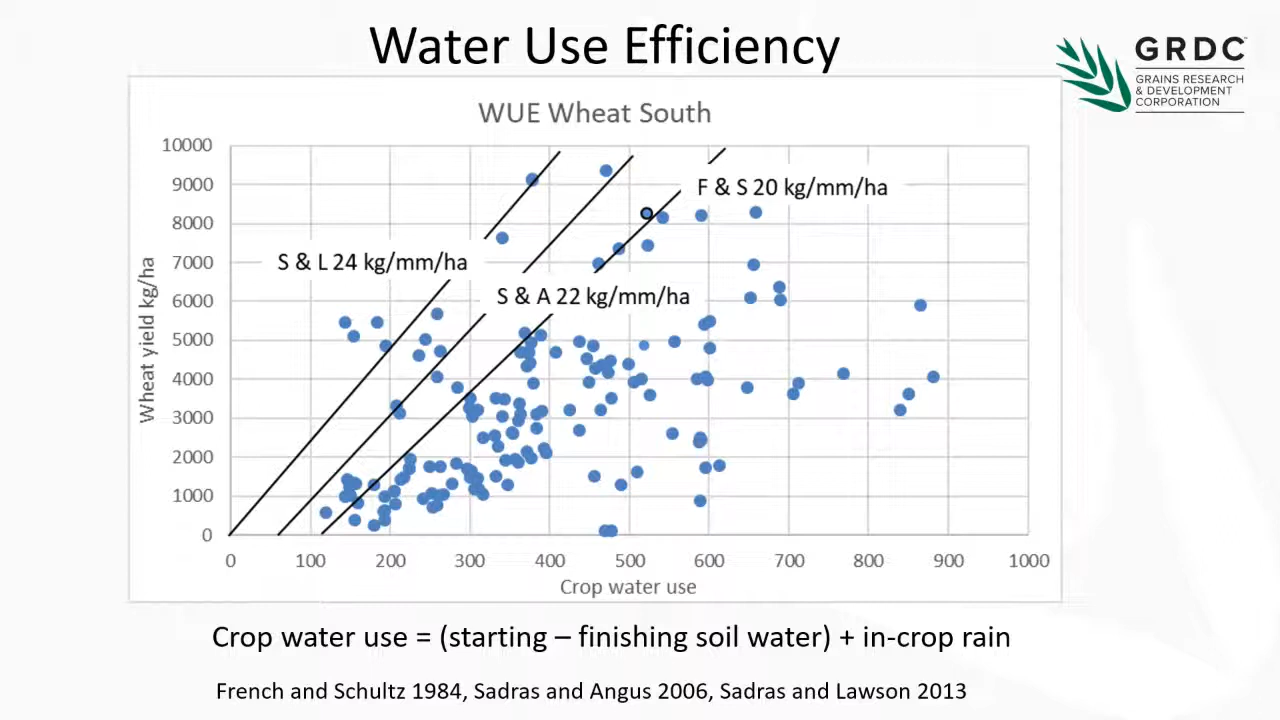 Water Use Efficiency
GRDC™
GRAINS RESEARCH
& DEVELOPMENT
CORPORATION
WUE Wheat South
10000
9000
8000
7000
6000
5000
4000
3000
2000
1000
0
Wheat yield kg/ha
F & S 20 kg/mm/ha
S & L 24 kg/mm/ha
S & A 22 kg/mm/ha
0 100 200 300 400 500 600 700 800 900 1000
Crop water use
Crop water use = (starting – finishing soil water) + in-crop rain
French and Schultz 1984, Sadras and Angus 2006, Sadras and Lawson 2013